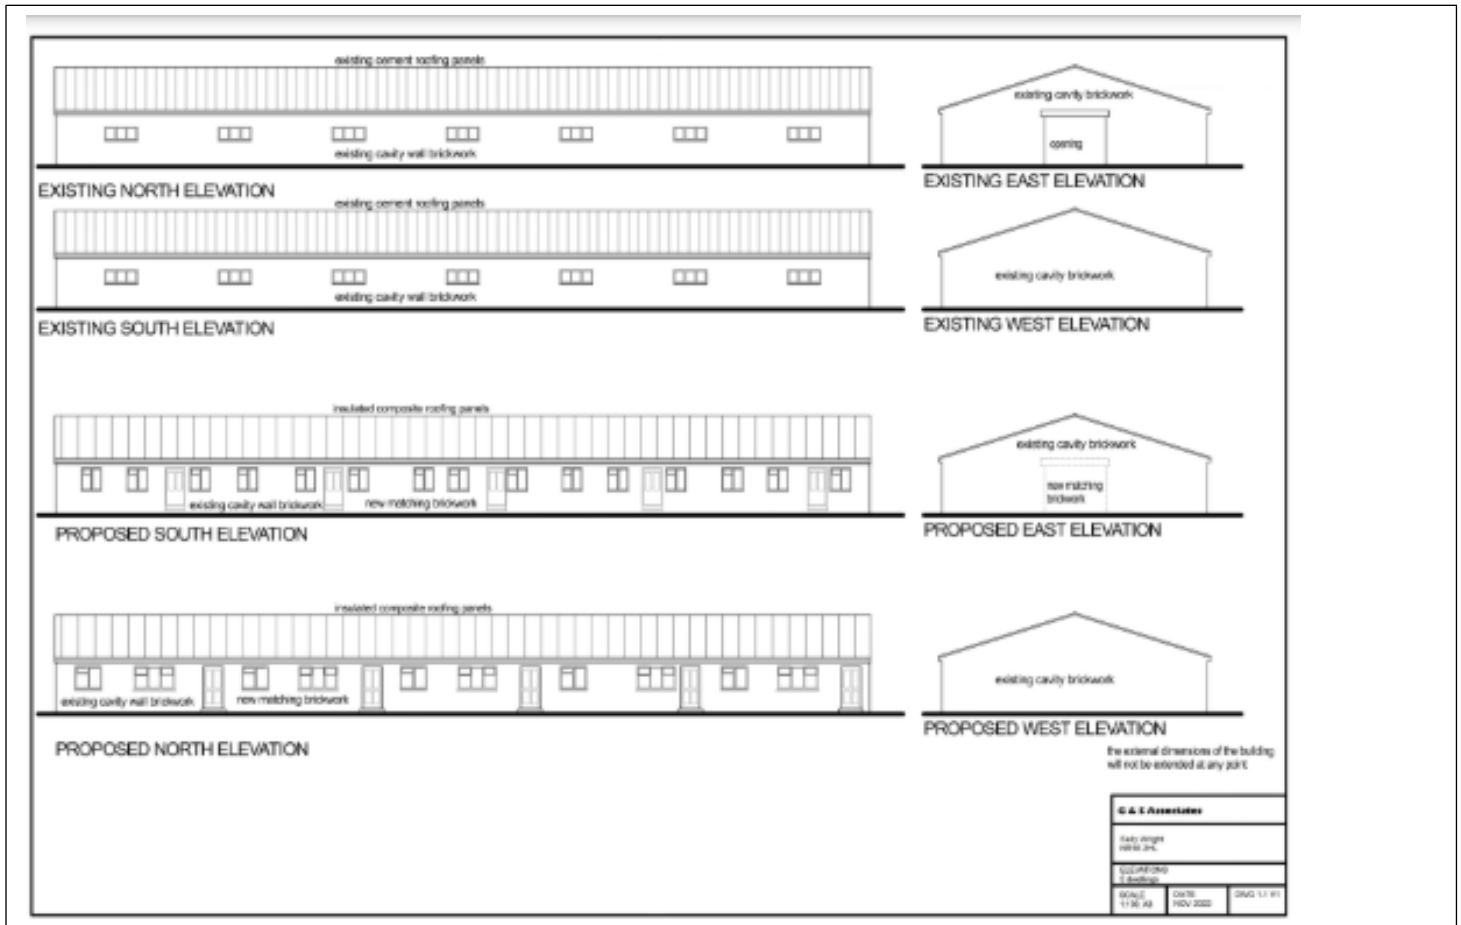 existing cement roofing panels
existing cavity wall brickwork
EXISTING NORTH ELEVATION
existing cavity brickwork
opening
EXISTING EAST ELEVATION
existing cement roofing panels
existing cavity wall brickwork
EXISTING SOUTH ELEVATION
existing cavity brickwork
EXISTING WEST ELEVATION
insulated composite roofing panels
existing cavity wall brickwork
new matching brickwork
PROPOSED SOUTH ELEVATION
existing cavity brickwork
new matching
brickwork
PROPOSED EAST ELEVATION
insulated composite roofing panels
existing cavity wall brickwork
new matching brickwork
PROPOSED NORTH ELEVATION
existing cavity brickwork
PROPOSED WEST ELEVATION
the external dimensions of the building
will not be extended at any point
Associates
Wright
ELEVATIONS
5 dwellings
SCALE
DATE
NOV 2022
DWG